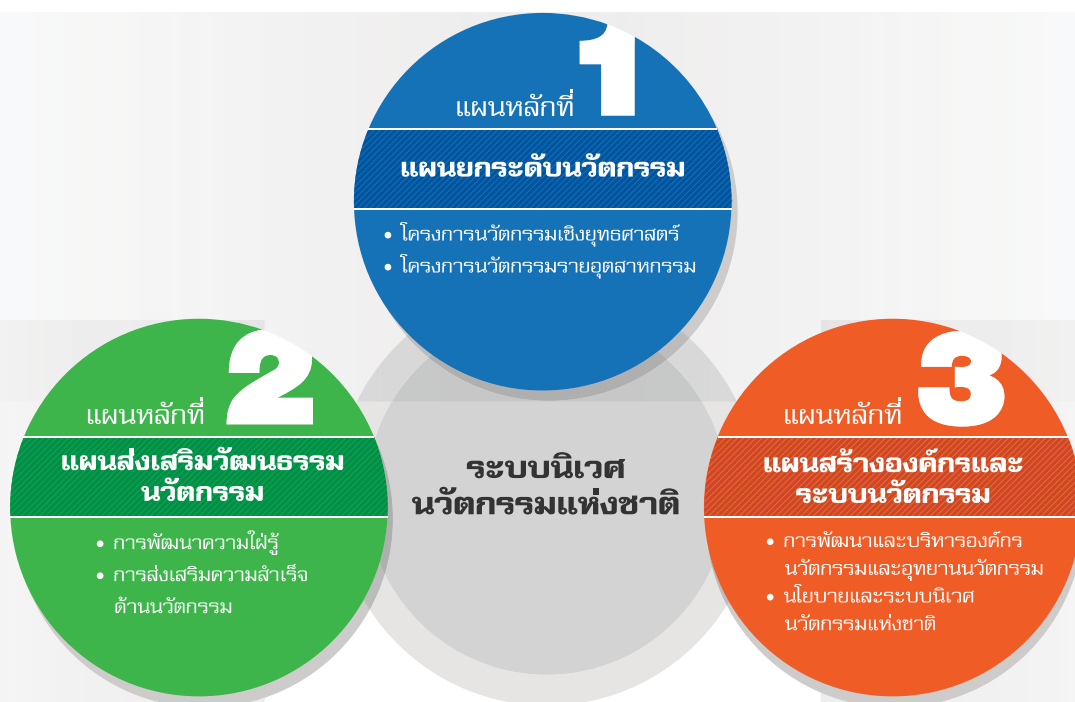 แผนหลักที่ 1
แผนยกระดับนวัตกรรม
• โครงการนวัตกรรมเชิงยุทธศาสตร์
• โครงการนวัตกรรมรายอุตสาหกรรม
แผนหลักที่ 2
แผนส่งเสริมวัฒนธรรม
นวัตกรรม
• การพัฒนาความใฝ่รู้
• การส่งเสริมความสำเร็จ
ด้านนวัตกรรม
ระบบนิเวศ
นวัตกรรมแห่งชาติ
แผนหลักที่ 3
แผนสร้างองค์กรและ
ระบบนวัตกรรม
• การพัฒนาและบริหารองค์กร
นวัตกรรมและอุทยานนวัตกรรม
• นโยบายและระบบนิเวศ
นวัตกรรมแห่งชาติ